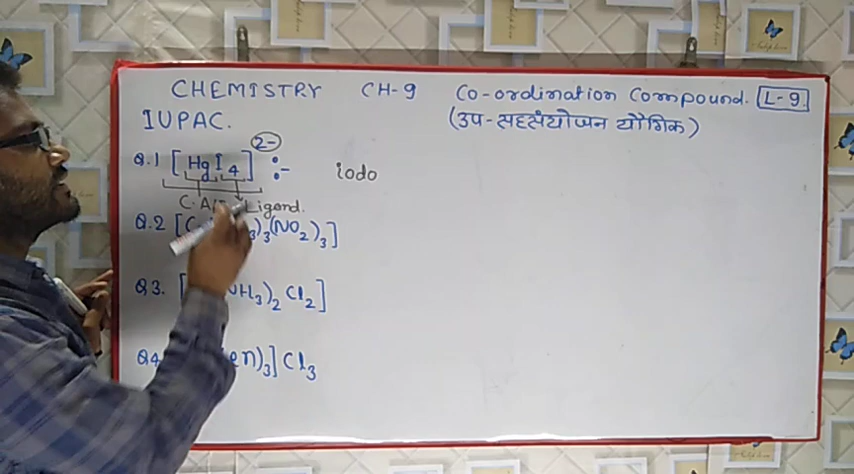 CHEMISTRY CH-9 Co-ordination Compound. L-9.
IUPAC. (उप-सहसंयोजन यौगिक)
Q.1 [HgI4]2- :- iodo
Ligand.
Q.2 3)3(NO2)3]
Q3. [ NH3)2 Cl2]
Q4 en)3] Cl3